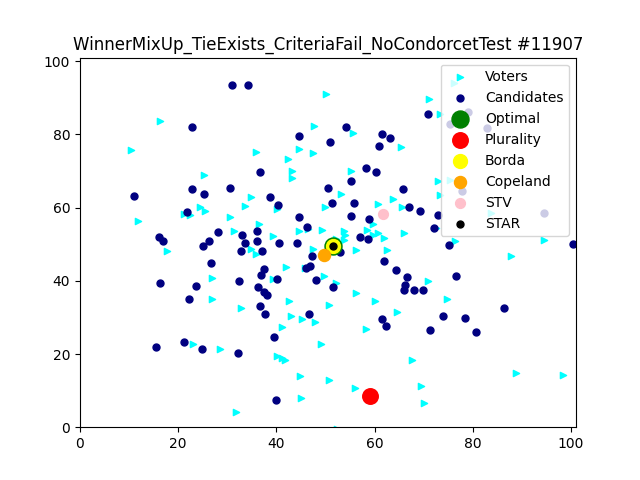 WinnerMixUp_TieExists_CriteriaFail_NoCondorcetTest #11907
100
80
60
40
20
0
0 20 40 60 80 100
Voters
Candidates
Optimal
Plurality
Borda
Copeland
STV
STAR